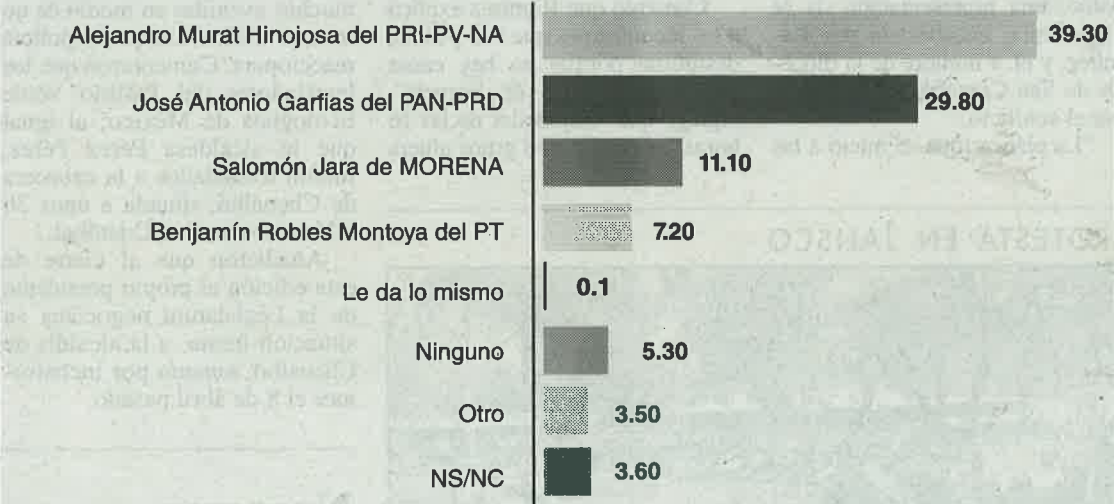 Alejandro Murat Hinojosa del PRI-PV-NA 39.30
José Antonio Garfias del PAN-PRD 29.80
Salomón Jara de MORENA 11.10
Benjamín Robles Montoya del PT 7.20
Le da lo mismo 0.1
Ninguno 5.30
Otro 3.50
NS/NC 3.60